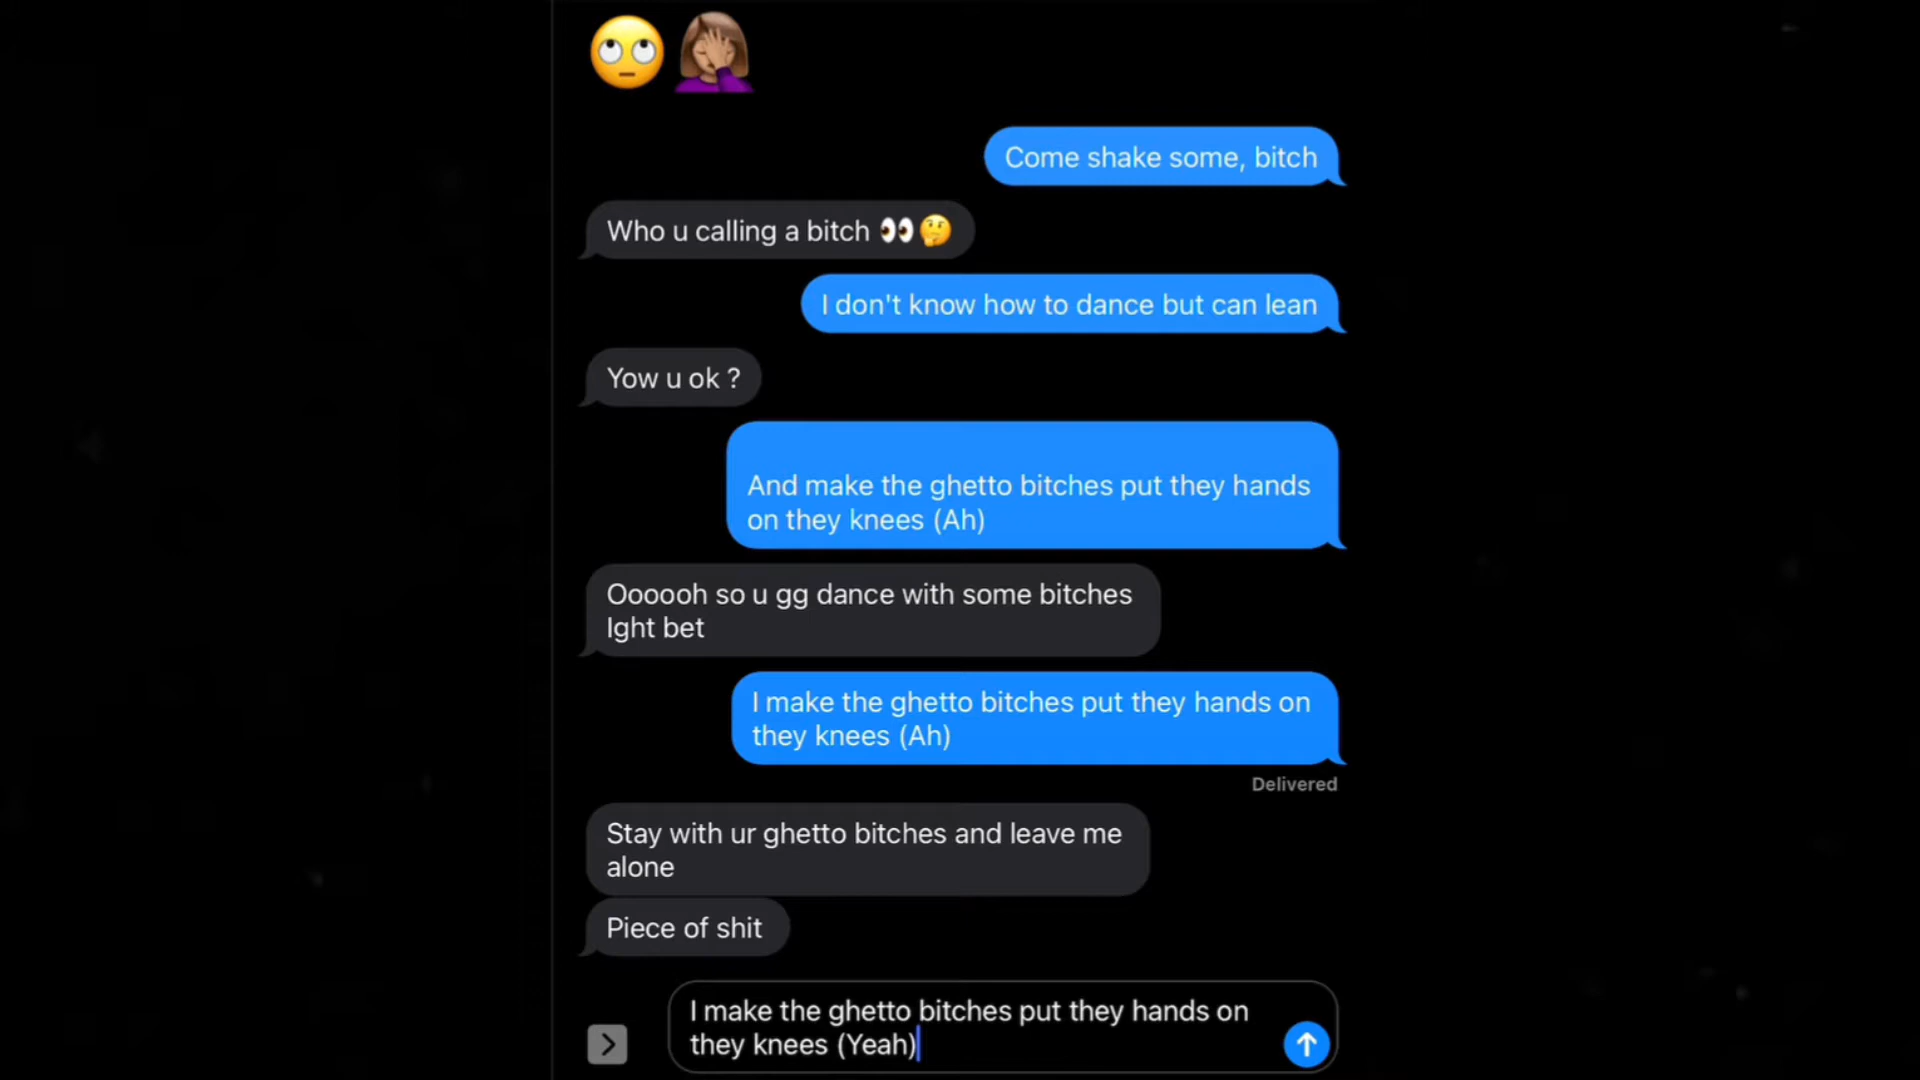 🙄🤦🏽‍♀️
Come shake some, bitch
Who u calling a bitch 👀🤔
I don't know how to dance but can lean
Yow u ok ?
And make the ghetto bitches put they hands
on they knees (Ah)
Oooooh so u gg dance with some bitches
Ight bet
I make the ghetto bitches put they hands on
they knees (Ah)
Delivered
Stay with ur ghetto bitches and leave me
alone
Piece of shit
I make the ghetto bitches put they hands on
they knees (Yeah)